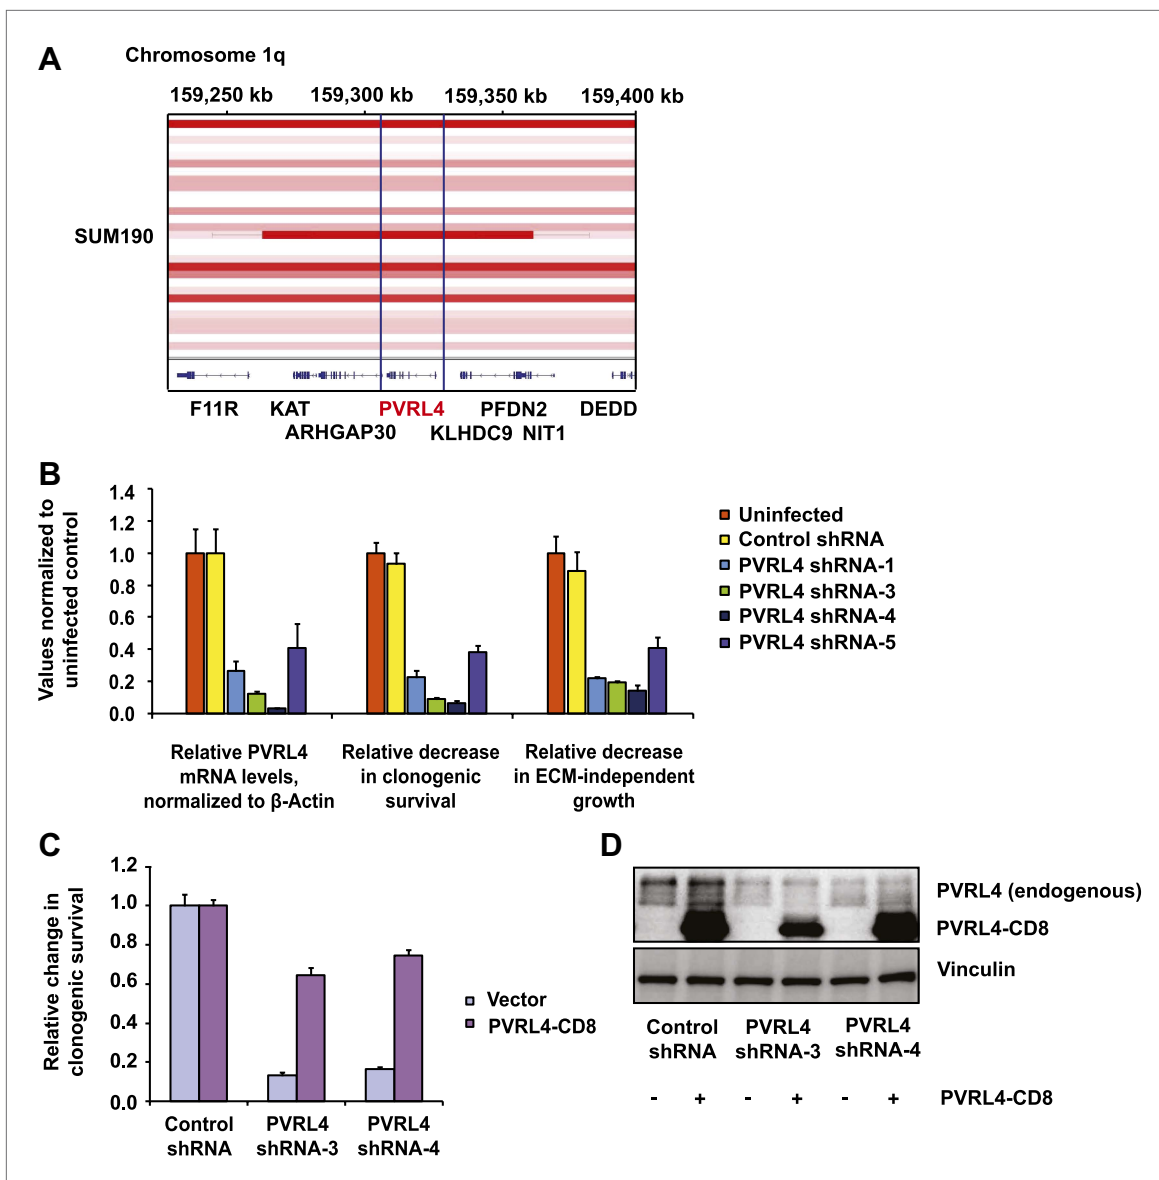 A
Chromosome 1q
159,250 kb 159,300 kb 159,350 kb 159,400 kb
SUM190
F11R KAT PVRL4 PFDN2 DEDD
ARHGAP30 KLHDC9 NIT1
B
Values normalized to
uninfected control
1.4
1.2
1.0
0.8
0.6
0.4
0.2
0.0
Relative PVRL4
mRNA levels,
normalized to β-Actin
Relative decrease
in clonogenic
survival
Relative decrease
in ECM-independent
growth
Uninfected
Control shRNA
PVRL4 shRNA-1
PVRL4 shRNA-3
PVRL4 shRNA-4
PVRL4 shRNA-5
C
Relative change in
clonogenic survival
1.2
1.0
0.8
0.6
0.4
0.2
0.0
Control
shRNA
PVRL4
shRNA-3
PVRL4
shRNA-4
Vector
PVRL4-CD8
D
PVRL4 (endogenous)
PVRL4-CD8
Vinculin
Control
shRNA
PVRL4
shRNA-3
PVRL4
shRNA-4
- + - + - + PVRL4-CD8